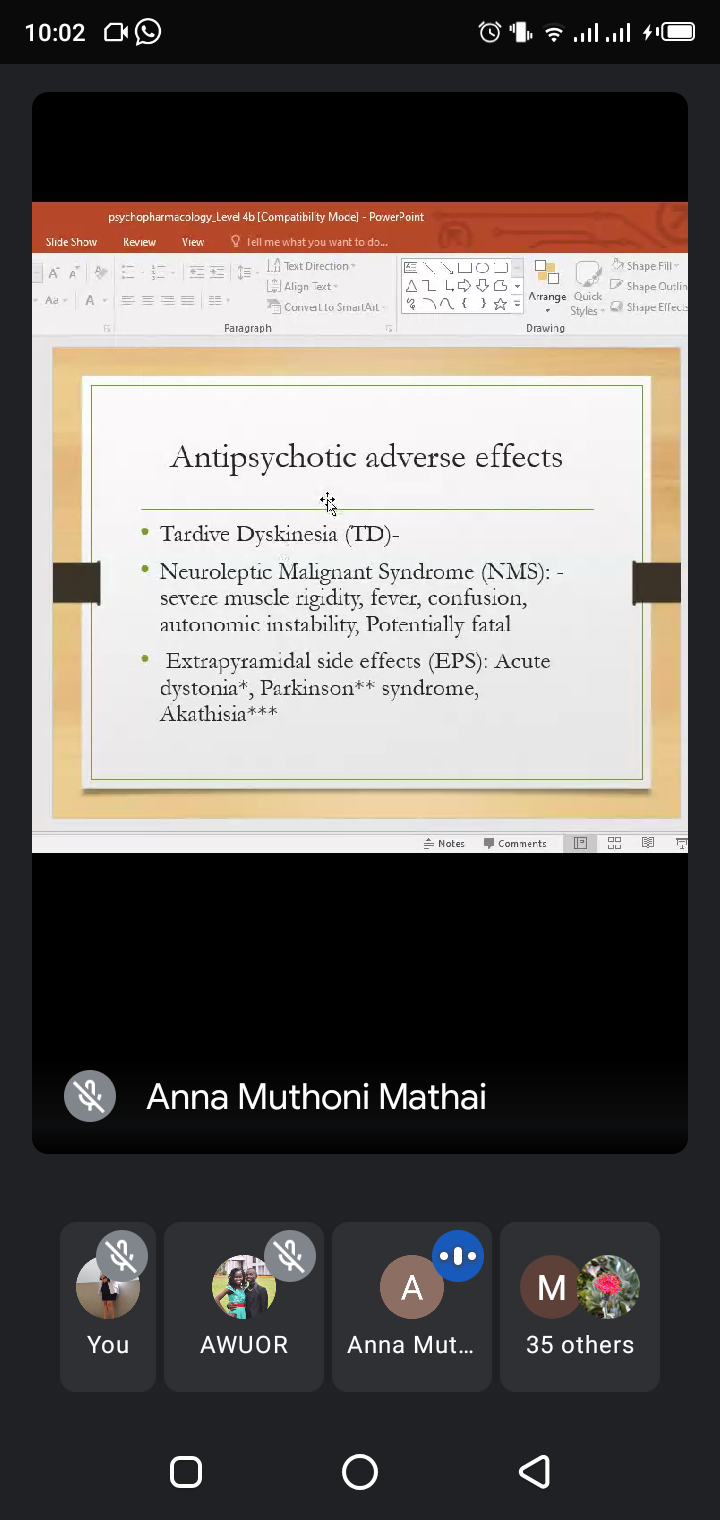 10:02
psychopharmacology_Level 4b [Compatibility Mode] - PowerPoint
Slide Show Review View Tell me what you want to do...
Text Direction
Align Text
Convert to SmartArt
Aa
A
Arrange
Quick Styles
Shape Fill
Shape Outlin
Shape Effects
Paragraph
Drawing
Antipsychotic adverse effects
• Tardive Dyskinesia (TD)-
• Neuroleptic Malignant Syndrome (NMS): -
severe muscle rigidity, fever, confusion,
autonomic instability, Potentially fatal
• Extrapyramidal side effects (EPS): Acute
dystonia*, Parkinson** syndrome,
Akathisia***
Notes Comments
Anna Muthoni Mathai
A
M
You
AWUOR
Anna Mut...
35 others